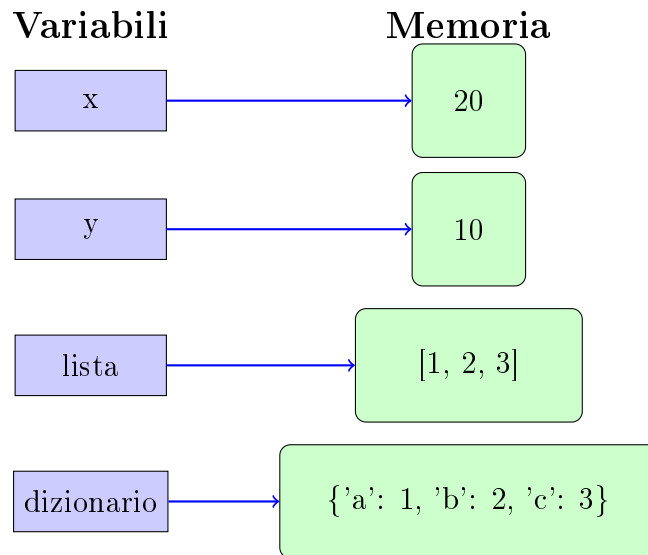 Variabili Memoria
x 20
y 10
lista [1, 2, 3]
dizionario {'a': 1, 'b': 2, 'c': 3}